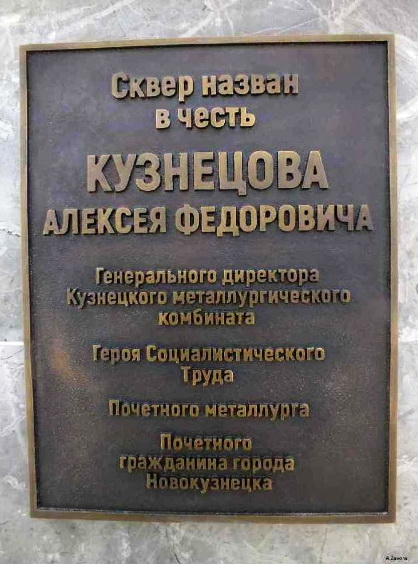 Сквер назван
в честь
КУЗНЕЦОВА
АЛЕКСЕЯ ФЕДОРОВИЧА
Генерального директора
Кузнецкого металлургического
комбината
Героя Социалистического
Труда
Почетного металлурга
Почетного
гражданина города
Новокузнецка